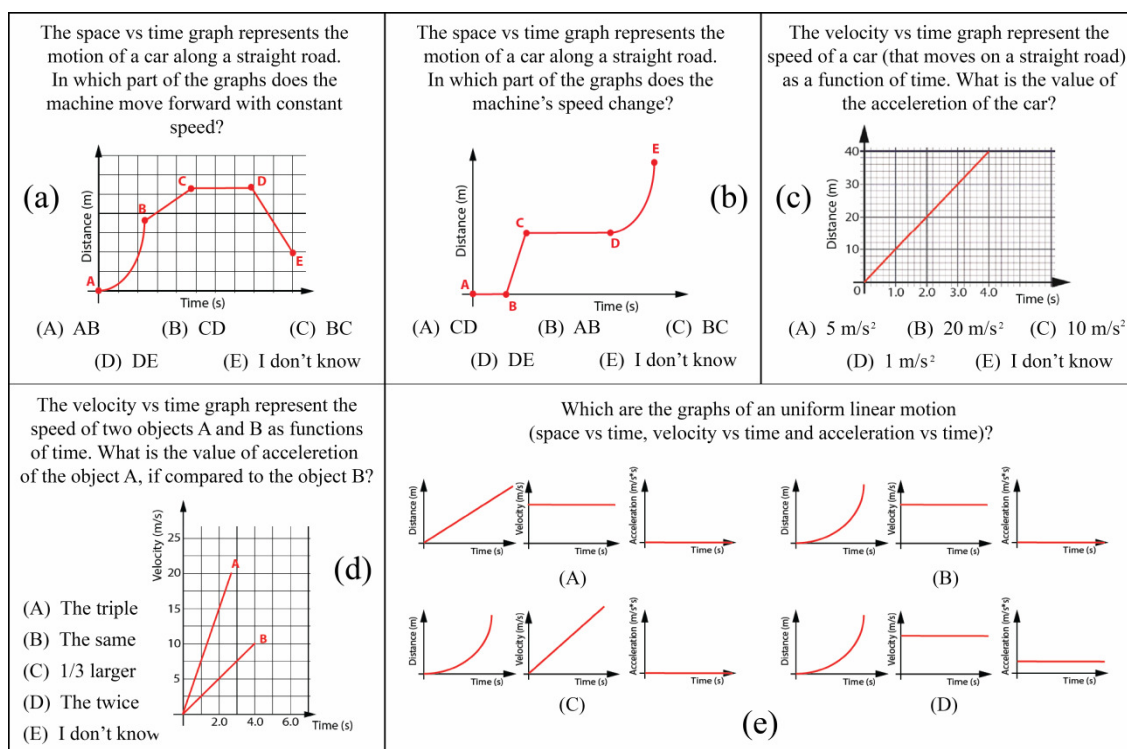 The space vs time graph represents the
motion of a car along a straight road.
In which part of the graphs does the
machine move forward with constant
speed?
(a)
Distance (m)
A
B
C
D
E
Time (s)
(A) AB (B) CD (C) BC
(D) DE (E) I don't know
The space vs time graph represents the
motion of a car along a straight road.
In which part of the graphs does the
machine's speed change?
(b)
Distance (m)
A
B
C
D
E
Time (s)
(A) CD (B) AB (C) BC
(D) DE (E) I don't know
The velocity vs time graph represent the
speed of a car (that moves on a straight road)
as a function of time. What is the value of
the acceleretion of the car?
(c)
Distance (m)
40
30
20
10
0
1.0 2.0 3.0 4.0
Time (s)
(A) 5 m/s² (B) 20 m/s² (C) 10 m/s²
(D) 1 m/s² (E) I don't know
The velocity vs time graph represent the
speed of two objects A and B as functions
of time. What is the value of acceleretion
of the object A, if compared to the object B?
(d)
Velocity (m/s)
25
20
15
10
5
A
B
2.0 4.0 6.0
Time (s)
(A) The triple
(B) The same
(C) 1/3 larger
(D) The twice
(E) I don't know
Which are the graphs of an uniform linear motion
(space vs time, velocity vs time and acceleration vs time)?
Distance (m)
Time (s)
Velocity (m/s)
Time (s)
Acceleration (m/s*s)
Time (s)
(A)
Distance (m)
Time (s)
Velocity (m/s)
Time (s)
Acceleration (m/s*s)
Time (s)
(B)
Distance (m)
Time (s)
Velocity (m/s)
Time (s)
Acceleration (m/s*s)
Time (s)
(C)
Distance (m)
Time (s)
Velocity (m/s)
Time (s)
Acceleration (m/s*s)
Time (s)
(D)
(e)